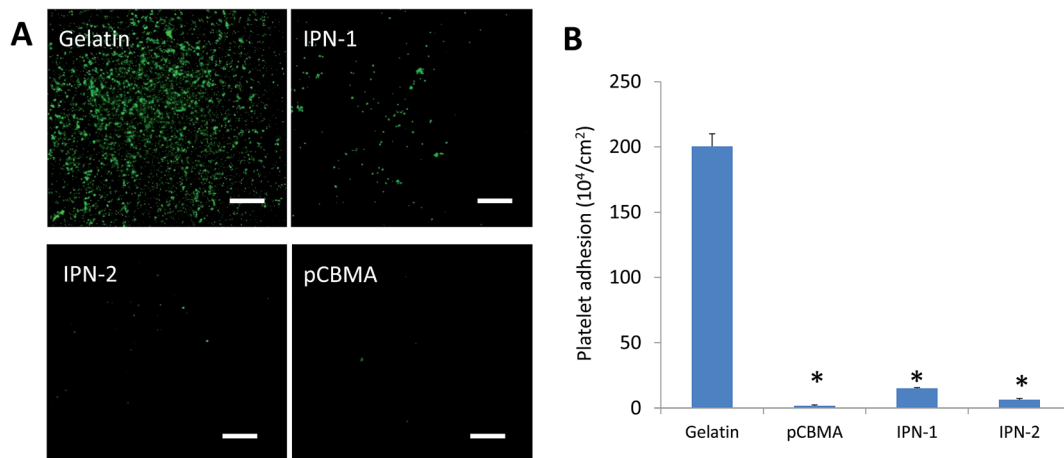 A
Gelatin
IPN-1
IPN-2
pCBMA
B
Platelet adhesion (10⁴/cm²)
250
200
150
100
50
0
*
*
*
Gelatin
pCBMA
IPN-1
IPN-2